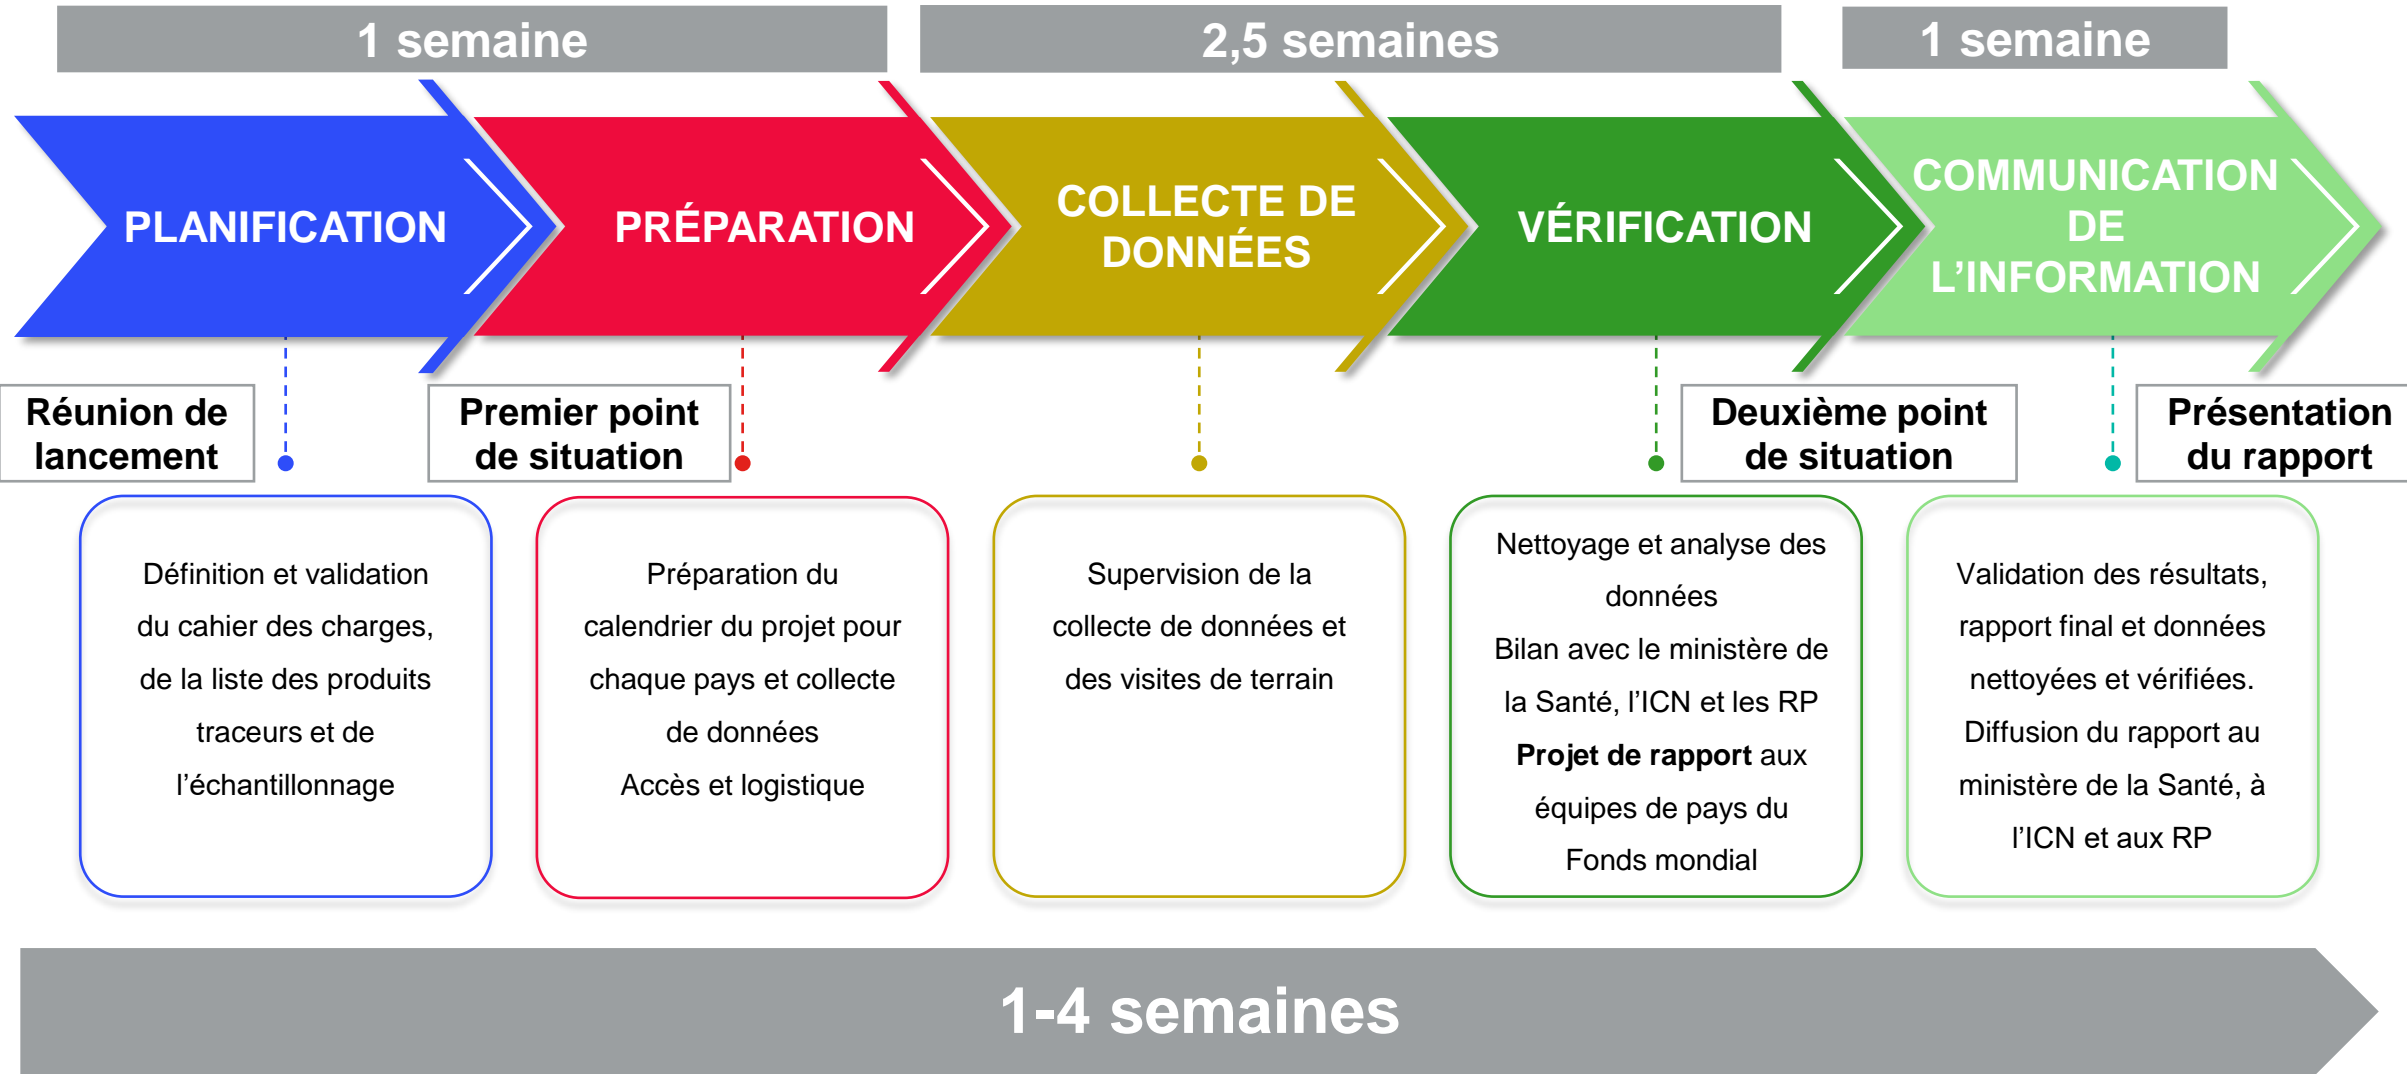 1 semaine
2,5 semaines
1 semaine
PLANIFICATION
PRÉPARATION
COLLECTE DE
DONNÉES
VÉRIFICATION
COMMUNICATION
DE
L’INFORMATION
Réunion de
lancement
Premier point
de situation
Deuxième point
de situation
Présentation
du rapport
Définition et validation
du cahier des charges,
de la liste des produits
traceurs et de
l’échantillonnage
Préparation du
calendrier du projet pour
chaque pays et collecte
de données
Accès et logistique
Supervision de la
collecte de données et
des visites de terrain
Nettoyage et analyse des
données
Bilan avec le ministère de
la Santé, l’ICN et les RP
Projet de rapport aux
équipes de pays du
Fonds mondial
Validation des résultats,
rapport final et données
nettoyées et vérifiées.
Diffusion du rapport au
ministère de la Santé, à
l’ICN et aux RP
1-4 semaines